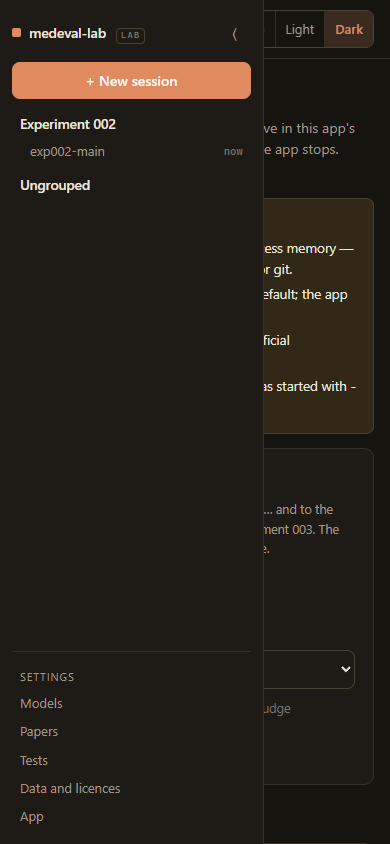 medeval-lab LAB
Light Dark
+ New session
Experiment 002
ve in this app's
exp002-main now
e app stops.
Ungrouped
cess memory —
or git.
efault; the app
ficial
as started with -
... and to the
ment 003. The
e.
udge
SETTINGS
Models
Papers
Tests
Data and licences
App